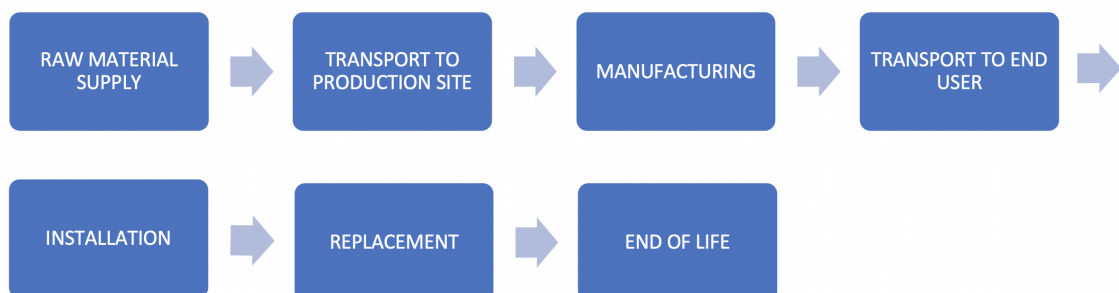 RAW MATERIAL
SUPPLY
TRANSPORT TO
PRODUCTION SITE
MANUFACTURING
TRANSPORT TO END
USER
INSTALLATION
REPLACEMENT
END OF LIFE